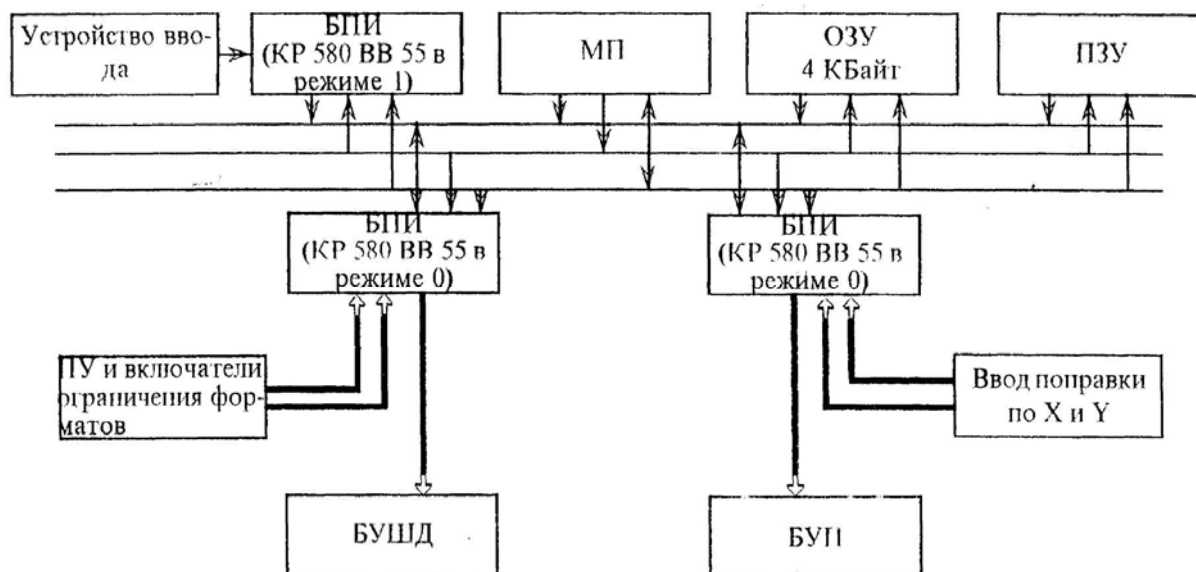 Устройство вво-
да
БПИ
(КР 580 ВВ 55 в
режиме 1)
МП
ОЗУ
4 КБайт
ПЗУ
БПИ
(КР 580 ВВ 55 в
режиме 0)
БПИ
(КР 580 ВВ 55 в
режиме 0)
ПУ и включатели
ограничения фор-
матов
Ввод поправки
по X и Y
БУШД
БУП